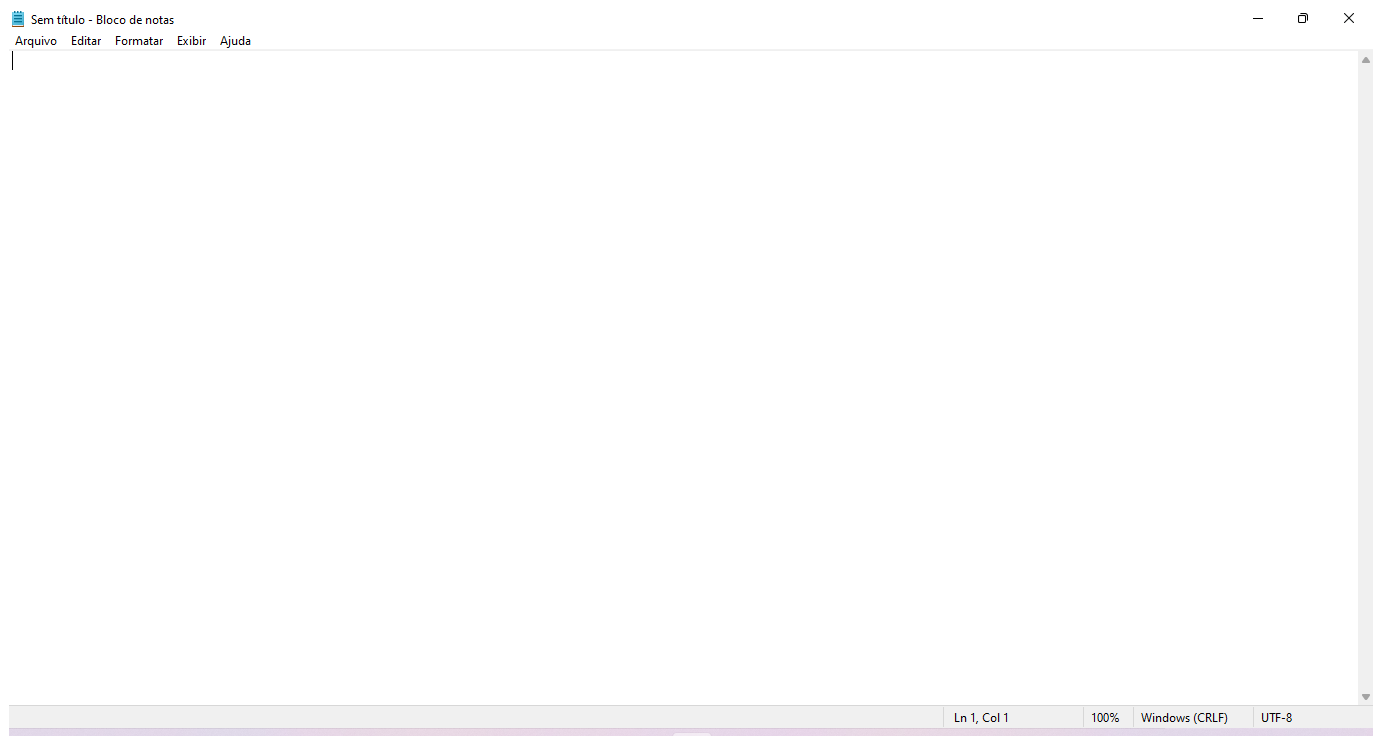 Sem título - Bloco de notas
Arquivo Editar Formatar Exibir Ajuda
Ln 1, Col 1 100% Windows (CRLF) UTF-8